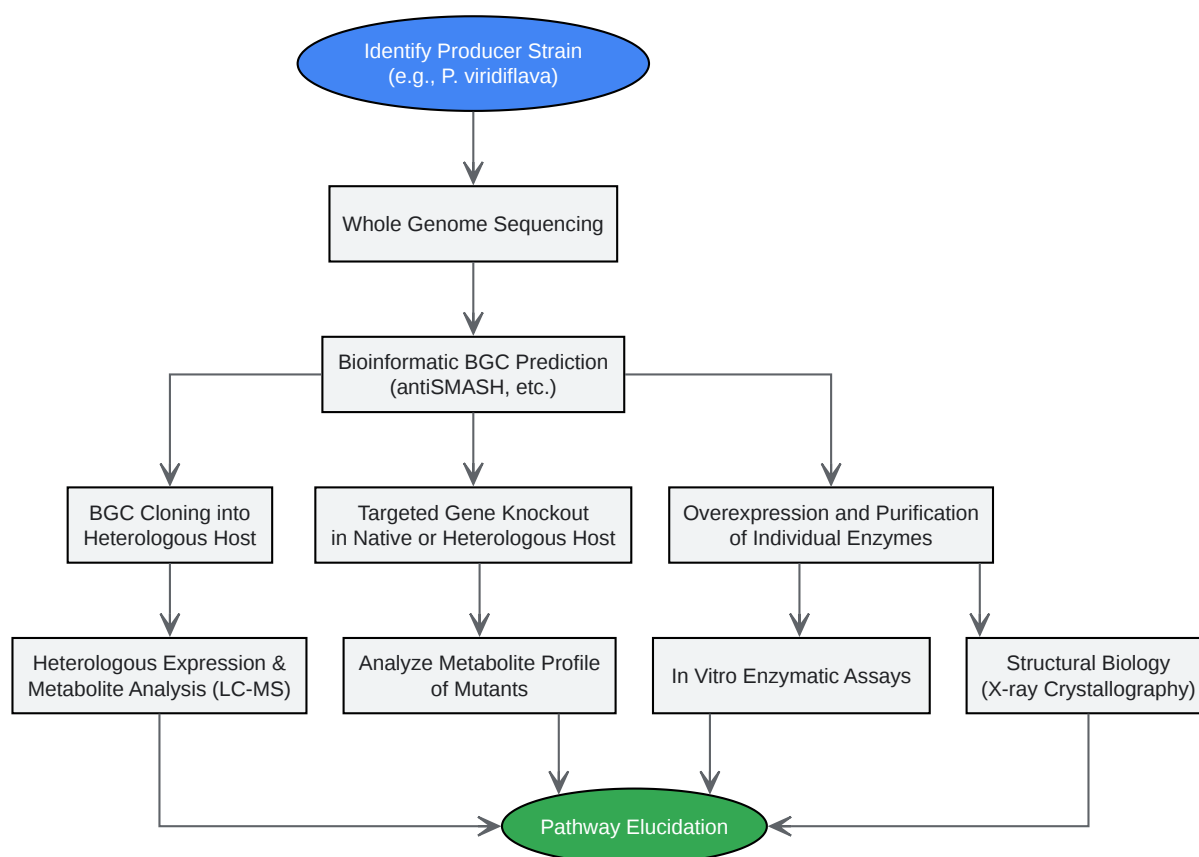 Identify Producer Strain
(e.g., P. viridiflava)
Whole Genome Sequencing
Bioinformatic BGC Prediction
(antiSMASH, etc.)
BGC Cloning into
Heterologous Host
Targeted Gene Knockout
in Native or Heterologous Host
Overexpression and Purification
of Individual Enzymes
Heterologous Expression &
Metabolite Analysis (LC-MS)
Analyze Metabolite Profile
of Mutants
In Vitro Enzymatic Assays
Structural Biology
(X-ray Crystallography)
Pathway Elucidation